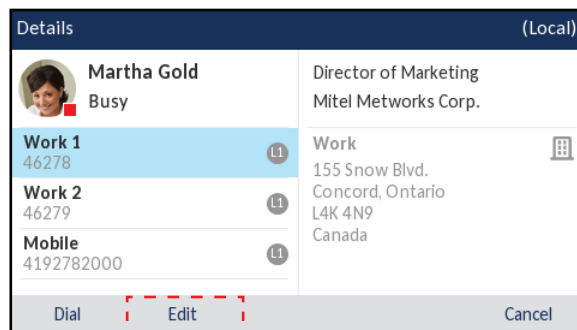 Details
(Local)
Martha Gold
Busy
Director of Marketing
Mitel Metworks Corp.
Work 1
46278
L1
Work 2
46279
L1
Mobile
4192782000
L1
Work
155 Snow Blvd.
Concord, Ontario
L4K 4N9
Canada
Dial
Edit
Cancel